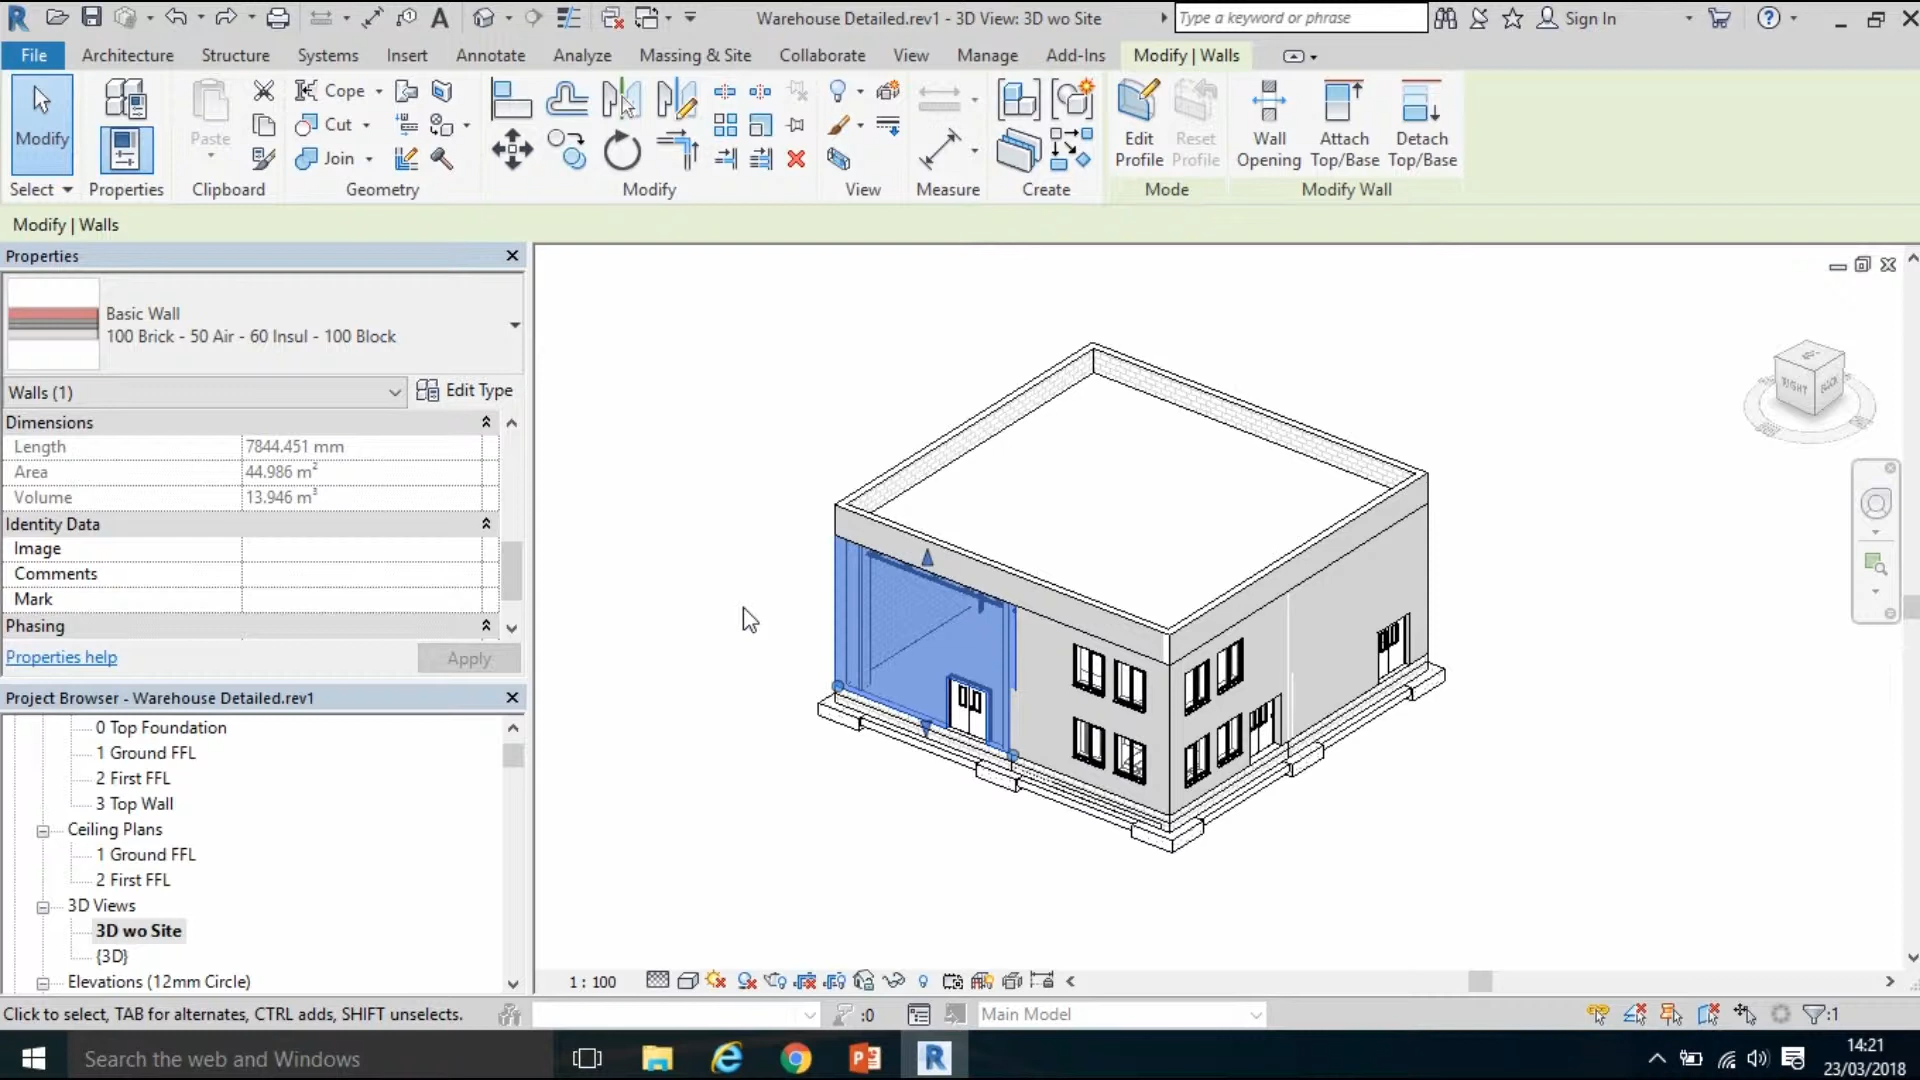 Warehouse Detailed.rev1 - 3D View: 3D wo Site
Type a keyword or phrase
Sign In
File Architecture Structure Systems Insert Annotate Analyze Massing & Site Collaborate View Manage Add-Ins Modify | Walls
Cope
Cut
Join
Modify
Paste
Edit Profile
Reset Profile
Wall Opening
Attach Top/Base
Detach Top/Base
Select Properties Clipboard Geometry Modify View Measure Create Mode Modify Wall
Modify | Walls
Properties
Basic Wall
100 Brick - 50 Air - 60 Insul - 100 Block
Walls (1)
Edit Type
Dimensions
Length 7844.451 mm
Area 44.986 m²
Volume 13.946 m³
Identity Data
Image
Comments
Mark
Phasing
Properties help
Apply
Project Browser - Warehouse Detailed.rev1
0 Top Foundation
1 Ground FFL
2 First FFL
3 Top Wall
Ceiling Plans
1 Ground FFL
2 First FFL
3D Views
3D wo Site
{3D}
Elevations (12mm Circle)
RIGHT
BACK
1 : 100
Click to select, TAB for alternates, CTRL adds, SHIFT unselects.
:0
Main Model
:1
Search the web and Windows
14:21
23/03/2018